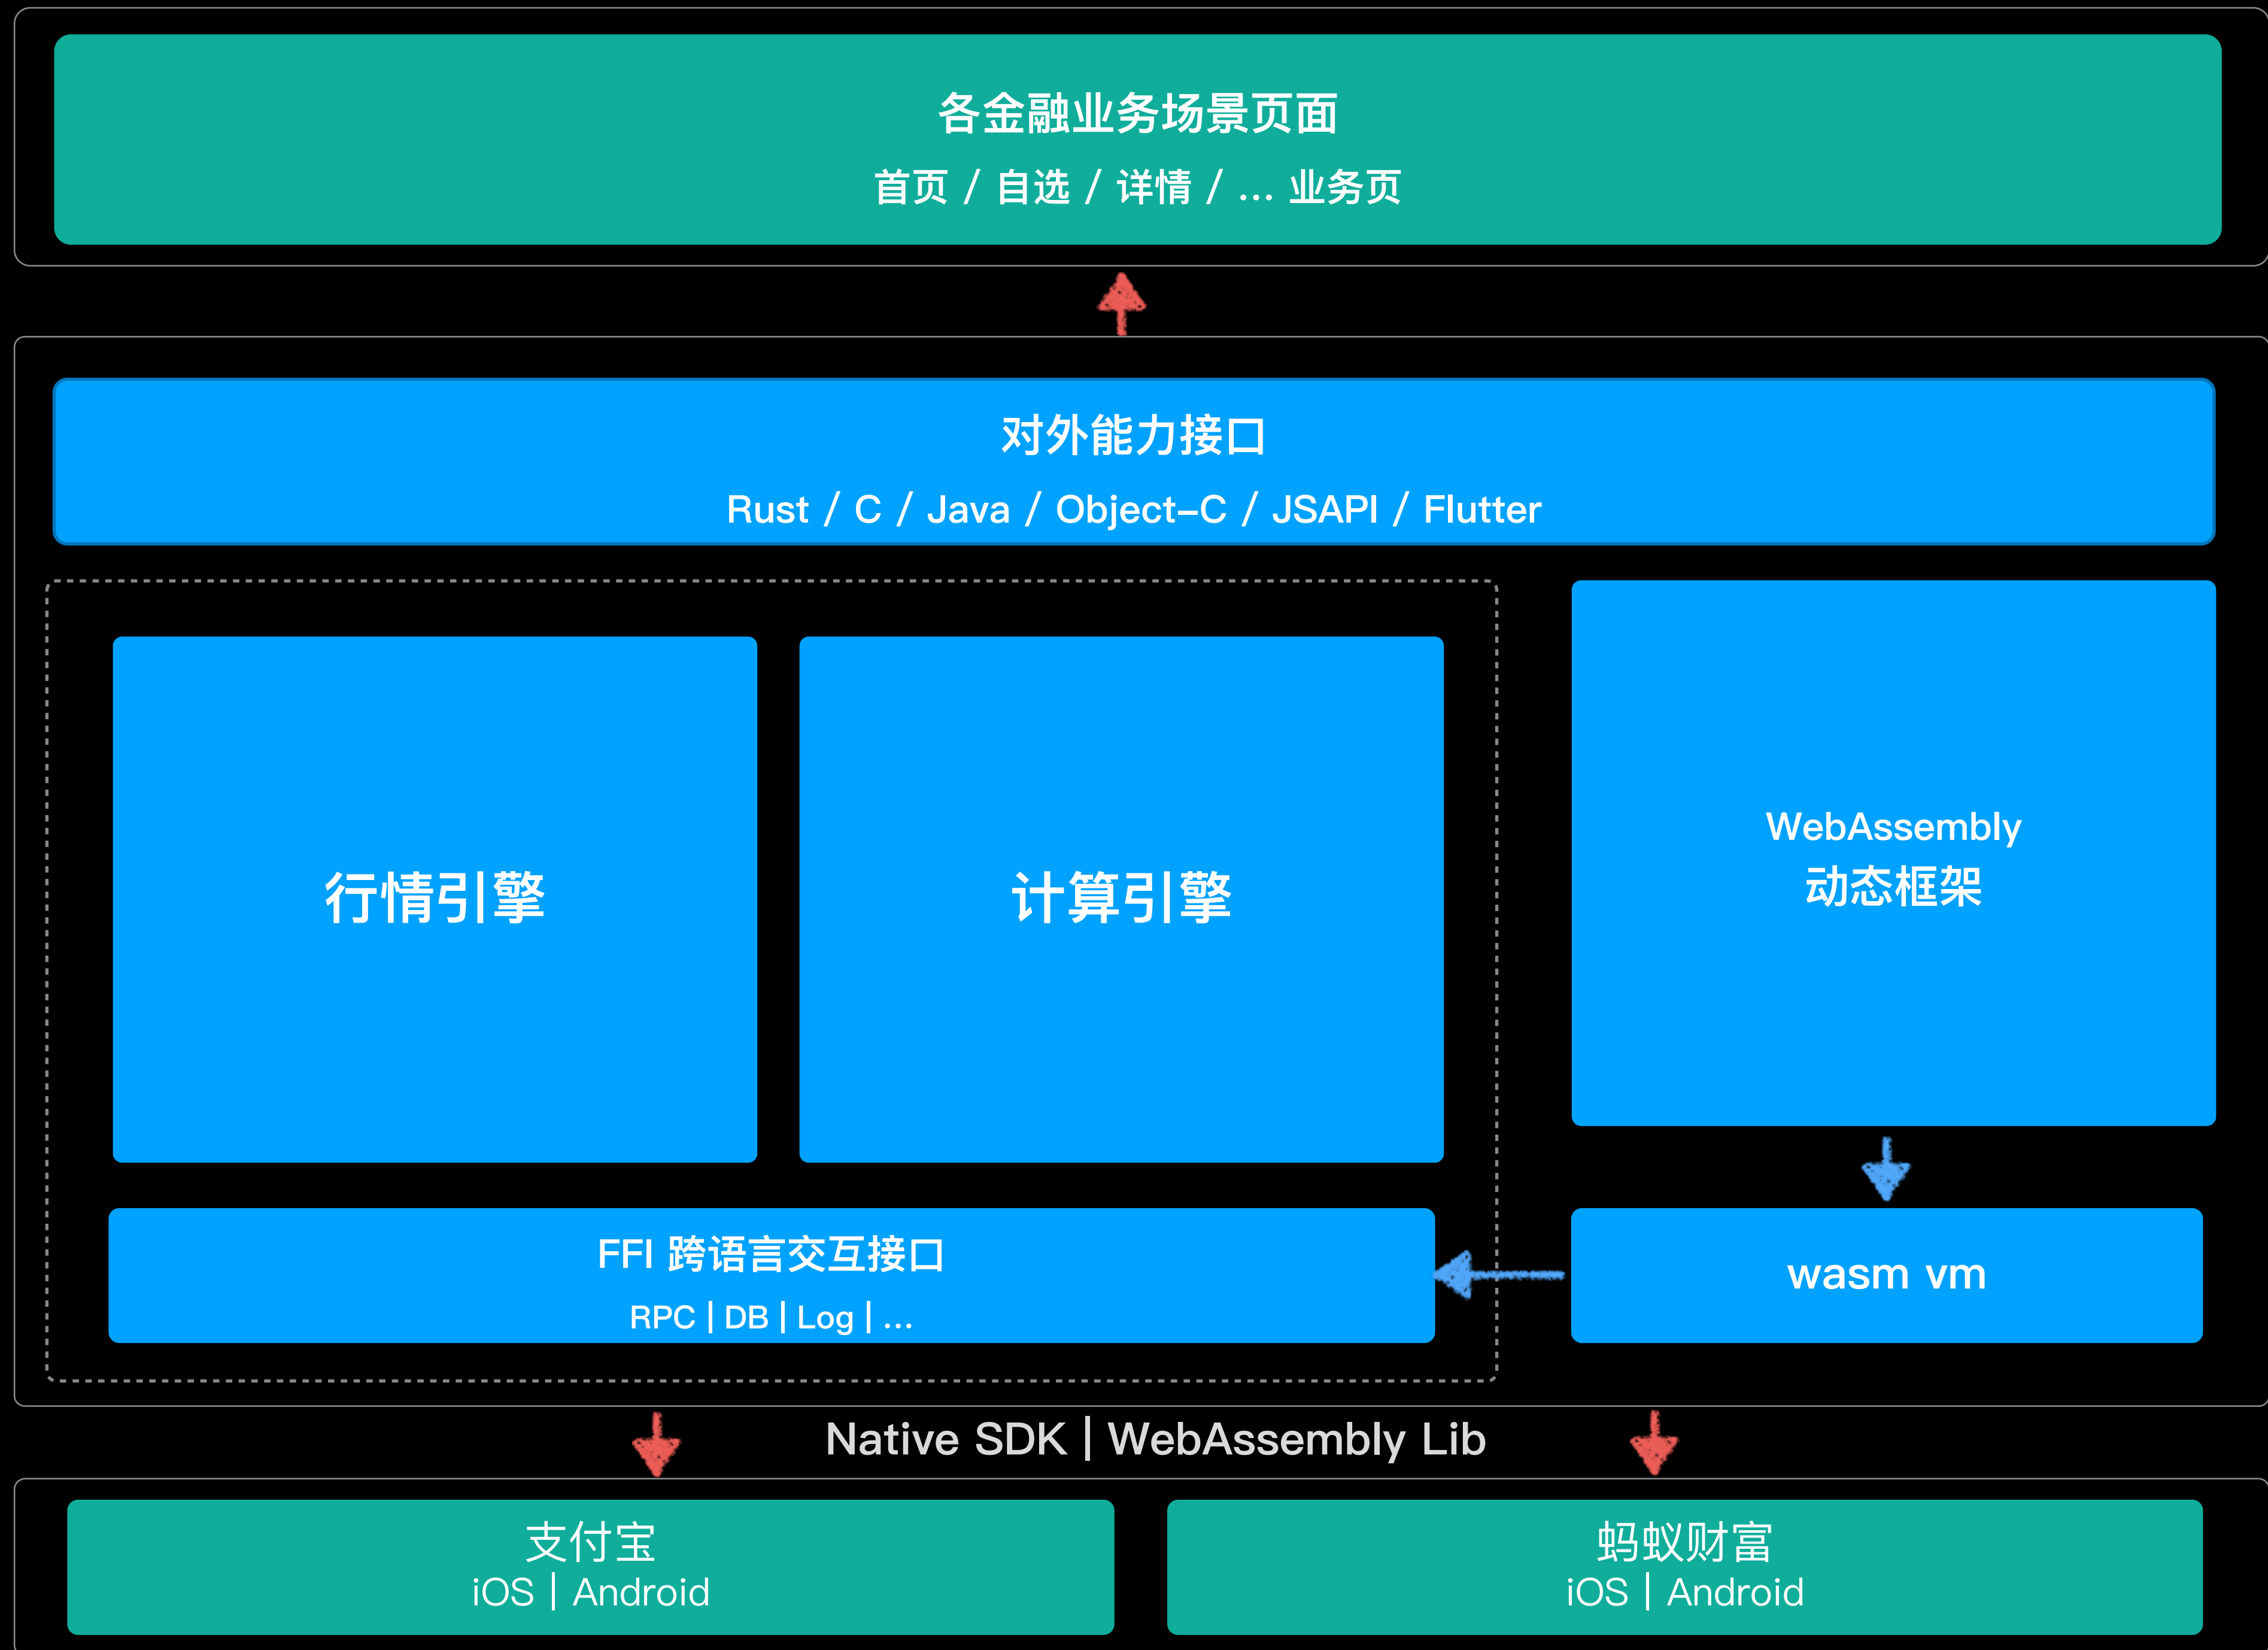 各金融业务场景页面
首页 / 自选 / 详情 / ... 业务页
对外能力接口
Rust / C / Java / Object-C / JSAPI / Flutter
行情引擎
计算引擎
WebAssembly
动态框架
FFI 跨语言交互接口
RPC | DB | Log | ...
wasm vm
Native SDK | WebAssembly Lib
支付宝
iOS | Android
蚂蚁财富
iOS | Android